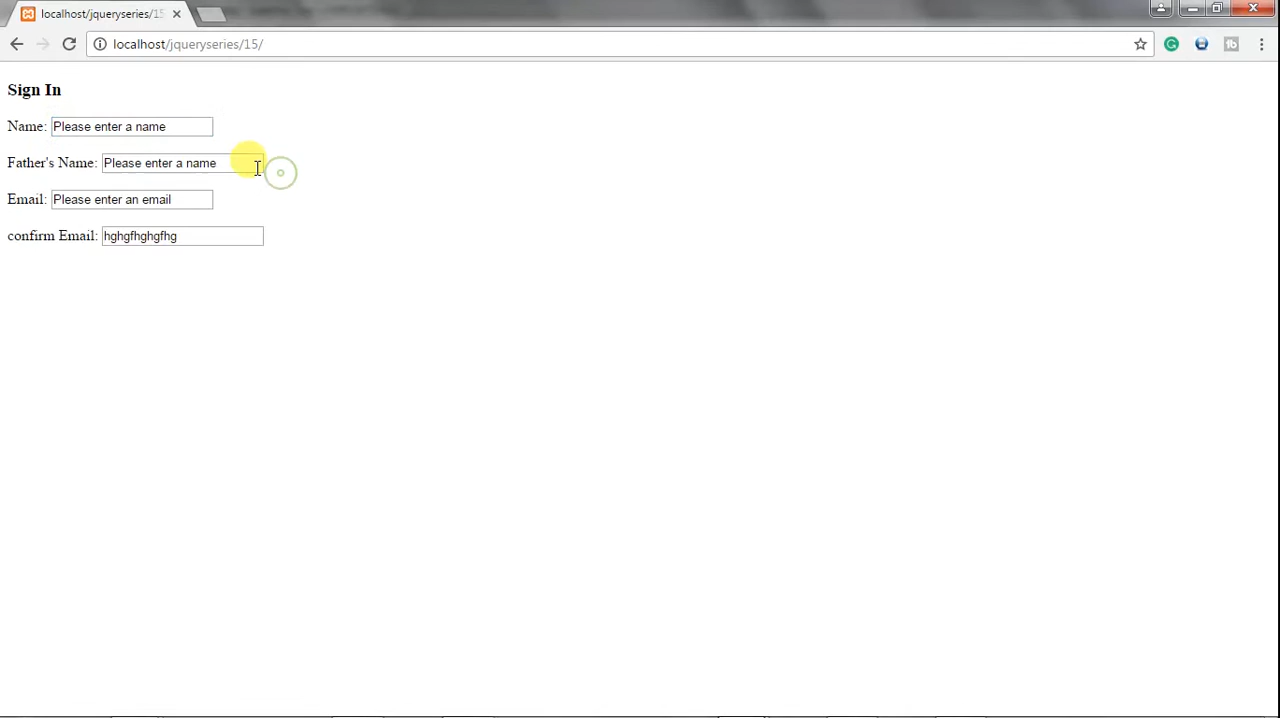 localhost/jqueryseries/15
localhost/jqueryseries/15/
Sign In
Name: Please enter a name
Father's Name: Please enter a name
Email: Please enter an email
confirm Email: hghgfhghgfhg